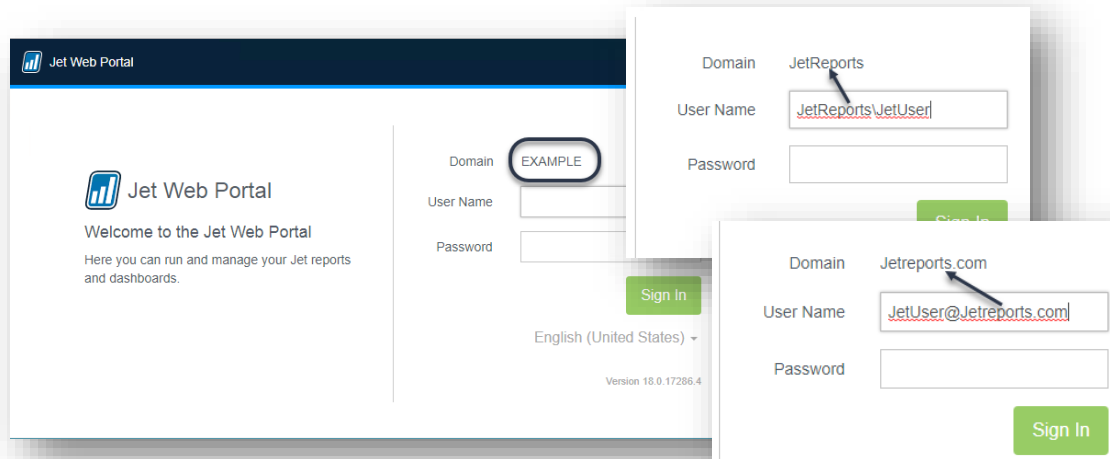 Jet Web Portal
Jet Web Portal
Welcome to the Jet Web Portal
Here you can run and manage your Jet reports
and dashboards.
Domain EXAMPLE
User Name
Password
Sign In
English (United States)
Version 18.0.17286.4
Domain JetReports
User Name JetReports\JetUser
Password
Sign In
Domain Jetreports.com
User Name JetUser@Jetreports.com
Password
Sign In